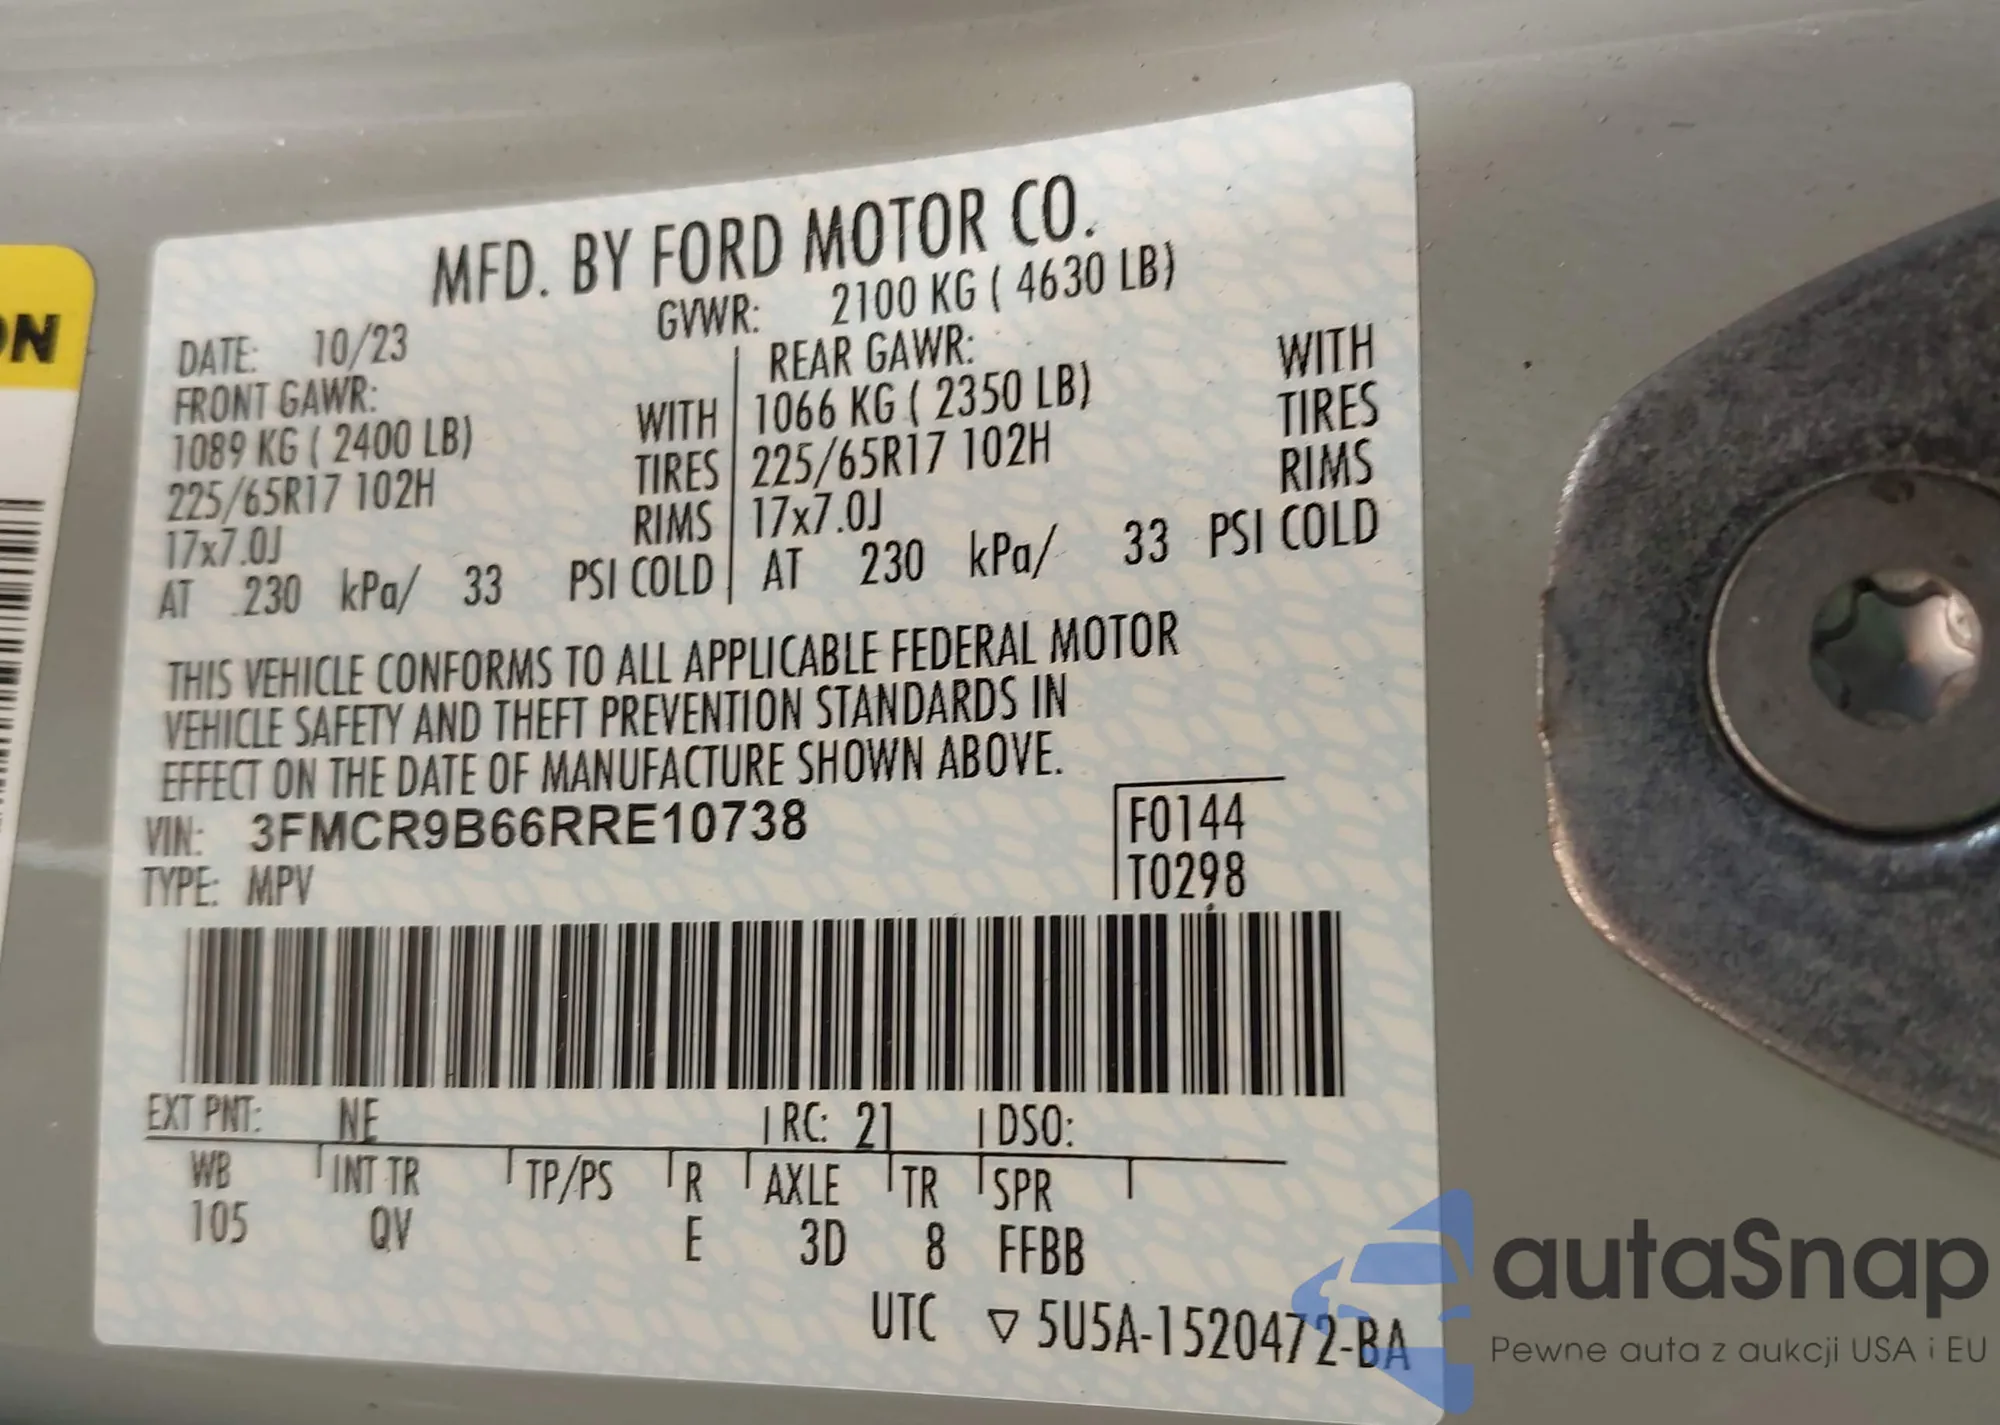 ON
MFD. BY FORD MOTOR CO.
DATE: 10/23 GVWR: 2100 KG ( 4630 LB)
FRONT GAWR: REAR GAWR:
1089 KG ( 2400 LB) WITH 1066 KG ( 2350 LB) WITH
225/65R17 102H TIRES 225/65R17 102H TIRES
17x7.0J RIMS 17x7.0J RIMS
AT 230 kPa/ 33 PSI COLD AT 230 kPa/ 33 PSI COLD
THIS VEHICLE CONFORMS TO ALL APPLICABLE FEDERAL MOTOR
VEHICLE SAFETY AND THEFT PREVENTION STANDARDS IN
EFFECT ON THE DATE OF MANUFACTURE SHOWN ABOVE.
VIN: 3FMCR9B66RRE10738 F0144
TYPE: MPV T0298
EXT PNT: NE RC: 21 DSO:
WB INT TR TP/PS R AXLE TR SPR
105 QV E 3D 8 FFBB
UTC ▽ 5U5A-1520472-BA
autaSnap
Pewne auta z aukcji USA i EU